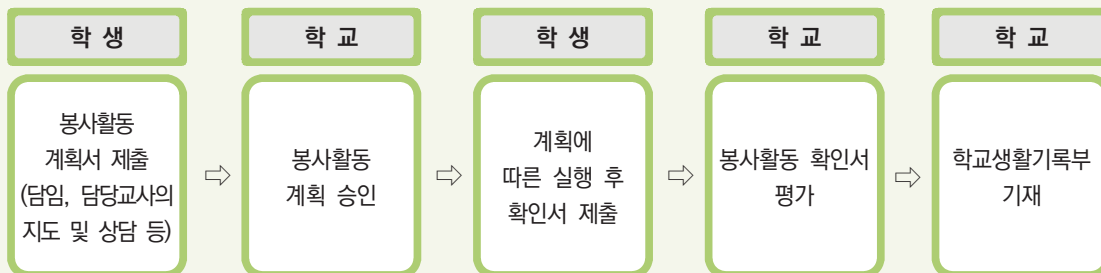 학 생
봉사활동
계획서 제출
(담임, 담당교사의
지도 및 상담 등)
⇨
학 교
봉사활동
계획 승인
⇨
학 생
계획에
따른 실행 후
확인서 제출
⇨
학 교
봉사활동 확인서
평가
⇨
학 교
학교생활기록부
기재